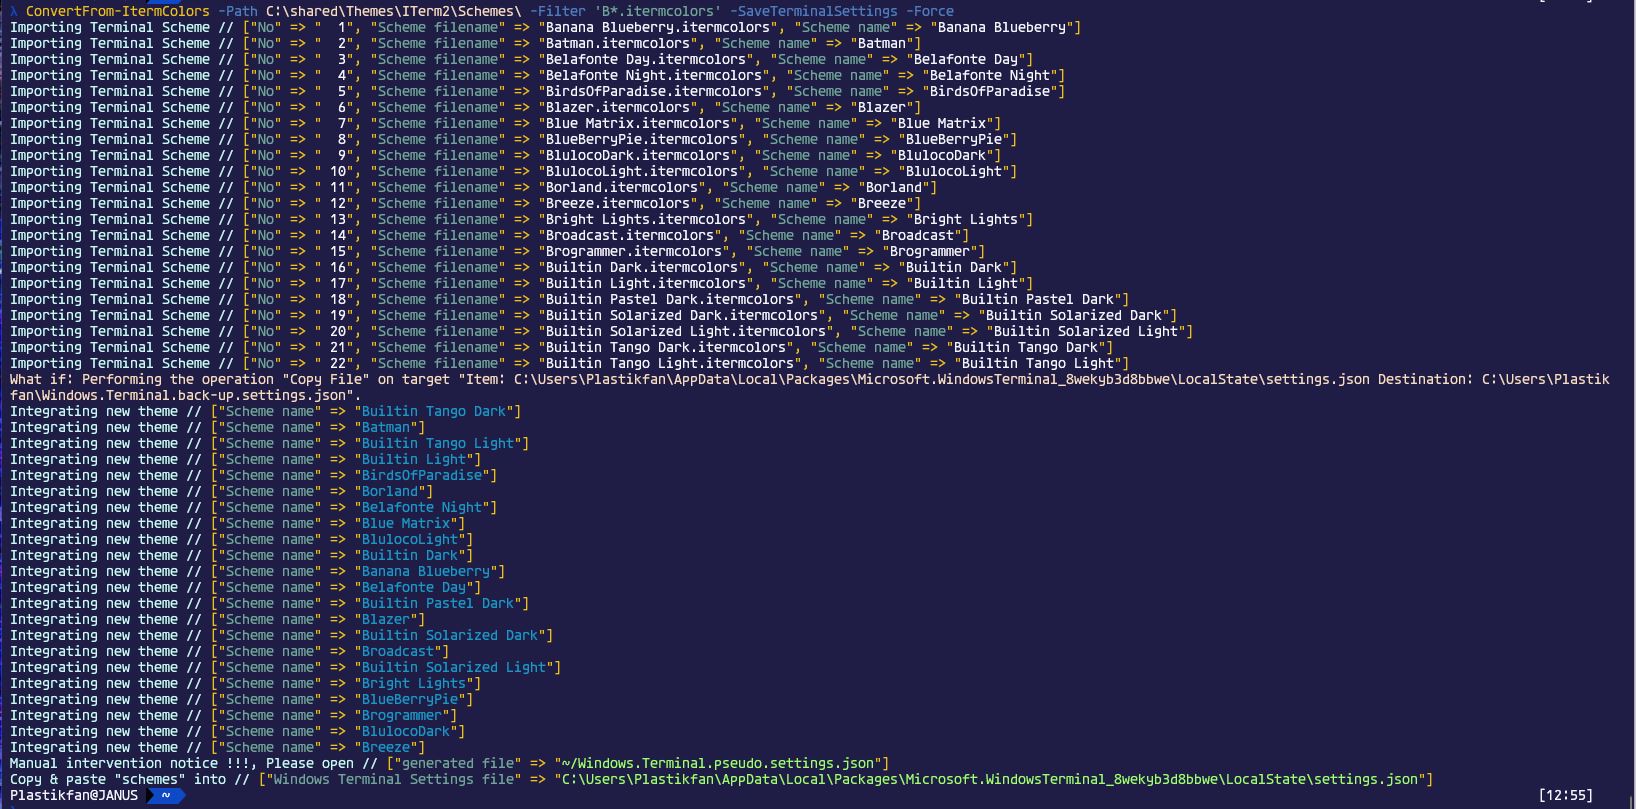 λ ConvertFrom-ItermColors -Path C:\shared\Themes\ITerm2\Schemes\ -Filter 'B*.itermcolors' -SaveTerminalSettings -Force
Importing Terminal Scheme // ["No" => "  1", "Scheme filename" => "Banana Blueberry.itermcolors", "Scheme name" => "Banana Blueberry"]
Importing Terminal Scheme // ["No" => "  2", "Scheme filename" => "Batman.itermcolors", "Scheme name" => "Batman"]
Importing Terminal Scheme // ["No" => "  3", "Scheme filename" => "Belafonte Day.itermcolors", "Scheme name" => "Belafonte Day"]
Importing Terminal Scheme // ["No" => "  4", "Scheme filename" => "Belafonte Night.itermcolors", "Scheme name" => "Belafonte Night"]
Importing Terminal Scheme // ["No" => "  5", "Scheme filename" => "BirdsOfParadise.itermcolors", "Scheme name" => "BirdsOfParadise"]
Importing Terminal Scheme // ["No" => "  6", "Scheme filename" => "Blazer.itermcolors", "Scheme name" => "Blazer"]
Importing Terminal Scheme // ["No" => "  7", "Scheme filename" => "Blue Matrix.itermcolors", "Scheme name" => "Blue Matrix"]
Importing Terminal Scheme // ["No" => "  8", "Scheme filename" => "BlueBerryPie.itermcolors", "Scheme name" => "BlueBerryPie"]
Importing Terminal Scheme // ["No" => "  9", "Scheme filename" => "BlulocoDark.itermcolors", "Scheme name" => "BlulocoDark"]
Importing Terminal Scheme // ["No" => " 10", "Scheme filename" => "BlulocoLight.itermcolors", "Scheme name" => "BlulocoLight"]
Importing Terminal Scheme // ["No" => " 11", "Scheme filename" => "Borland.itermcolors", "Scheme name" => "Borland"]
Importing Terminal Scheme // ["No" => " 12", "Scheme filename" => "Breeze.itermcolors", "Scheme name" => "Breeze"]
Importing Terminal Scheme // ["No" => " 13", "Scheme filename" => "Bright Lights.itermcolors", "Scheme name" => "Bright Lights"]
Importing Terminal Scheme // ["No" => " 14", "Scheme filename" => "Broadcast.itermcolors", "Scheme name" => "Broadcast"]
Importing Terminal Scheme // ["No" => " 15", "Scheme filename" => "Brogrammer.itermcolors", "Scheme name" => "Brogrammer"]
Importing Terminal Scheme // ["No" => " 16", "Scheme filename" => "Builtin Dark.itermcolors", "Scheme name" => "Builtin Dark"]
Importing Terminal Scheme // ["No" => " 17", "Scheme filename" => "Builtin Light.itermcolors", "Scheme name" => "Builtin Light"]
Importing Terminal Scheme // ["No" => " 18", "Scheme filename" => "Builtin Pastel Dark.itermcolors", "Scheme name" => "Builtin Pastel Dark"]
Importing Terminal Scheme // ["No" => " 19", "Scheme filename" => "Builtin Solarized Dark.itermcolors", "Scheme name" => "Builtin Solarized Dark"]
Importing Terminal Scheme // ["No" => " 20", "Scheme filename" => "Builtin Solarized Light.itermcolors", "Scheme name" => "Builtin Solarized Light"]
Importing Terminal Scheme // ["No" => " 21", "Scheme filename" => "Builtin Tango Dark.itermcolors", "Scheme name" => "Builtin Tango Dark"]
Importing Terminal Scheme // ["No" => " 22", "Scheme filename" => "Builtin Tango Light.itermcolors", "Scheme name" => "Builtin Tango Light"]
What if: Performing the operation "Copy File" on target "Item: C:\Users\Plastikfan\AppData\Local\Packages\Microsoft.WindowsTerminal_8wekyb3d8bbwe\LocalState\settings.json Destination: C:\Users\Plastik
fan\Windows.Terminal.back-up.settings.json".
Integrating new theme // ["Scheme name" => "Builtin Tango Dark"]
Integrating new theme // ["Scheme name" => "Batman"]
Integrating new theme // ["Scheme name" => "Builtin Tango Light"]
Integrating new theme // ["Scheme name" => "Builtin Light"]
Integrating new theme // ["Scheme name" => "BirdsOfParadise"]
Integrating new theme // ["Scheme name" => "Borland"]
Integrating new theme // ["Scheme name" => "Belafonte Night"]
Integrating new theme // ["Scheme name" => "Blue Matrix"]
Integrating new theme // ["Scheme name" => "BlulocoLight"]
Integrating new theme // ["Scheme name" => "Builtin Dark"]
Integrating new theme // ["Scheme name" => "Banana Blueberry"]
Integrating new theme // ["Scheme name" => "Belafonte Day"]
Integrating new theme // ["Scheme name" => "Builtin Pastel Dark"]
Integrating new theme // ["Scheme name" => "Blazer"]
Integrating new theme // ["Scheme name" => "Builtin Solarized Dark"]
Integrating new theme // ["Scheme name" => "Broadcast"]
Integrating new theme // ["Scheme name" => "Builtin Solarized Light"]
Integrating new theme // ["Scheme name" => "Bright Lights"]
Integrating new theme // ["Scheme name" => "BlueBerryPie"]
Integrating new theme // ["Scheme name" => "Brogrammer"]
Integrating new theme // ["Scheme name" => "BlulocoDark"]
Integrating new theme // ["Scheme name" => "Breeze"]
Manual intervention notice !!!, Please open // ["generated file" => "~/Windows.Terminal.pseudo.settings.json"]
Copy & paste "schemes" into // ["Windows Terminal Settings file" => "C:\Users\Plastikfan\AppData\Local\Packages\Microsoft.WindowsTerminal_8wekyb3d8bbwe\LocalState\settings.json"]
Plastikfan@JANUS ~ [12:55]